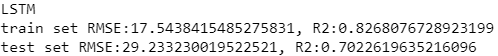 LSTM
train set RMSE:17.5438415485275831, R2:0.8268076728923199
test set RMSE:29.233230019522521, R2:0.7022619635216096